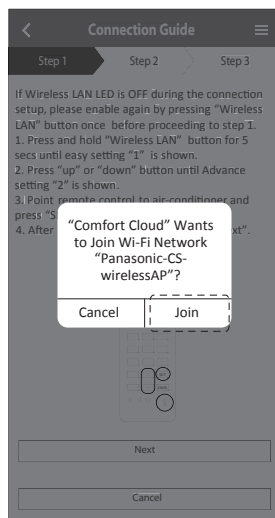 Connection Guide
Step 1
Step 2
Step 3
If Wireless LAN LED is OFF during the connection
setup, please enable again by pressing "Wireless
LAN" button once before proceeding to step 1.
1. Press and hold "Wireless LAN" button for 5
secs until easy setting "1" is shown.
2. Press "up" or "down" button until Advance
setting "2" is shown.
3. Point remote control to air-conditioner and
press "S
4. After
xt".
"Comfort Cloud" Wants
to Join Wi-Fi Network
"Panasonic-CS-
wirelessAP"?
Cancel
Join
Next
Cancel